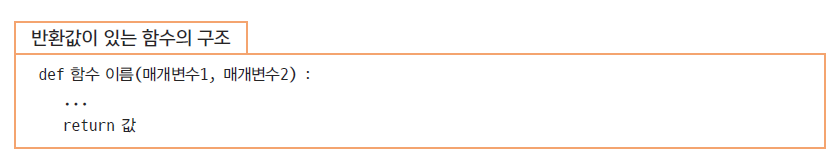 반환값이 있는 함수의 구조
def 함수 이름(매개변수1, 매개변수2) :
...
return 값